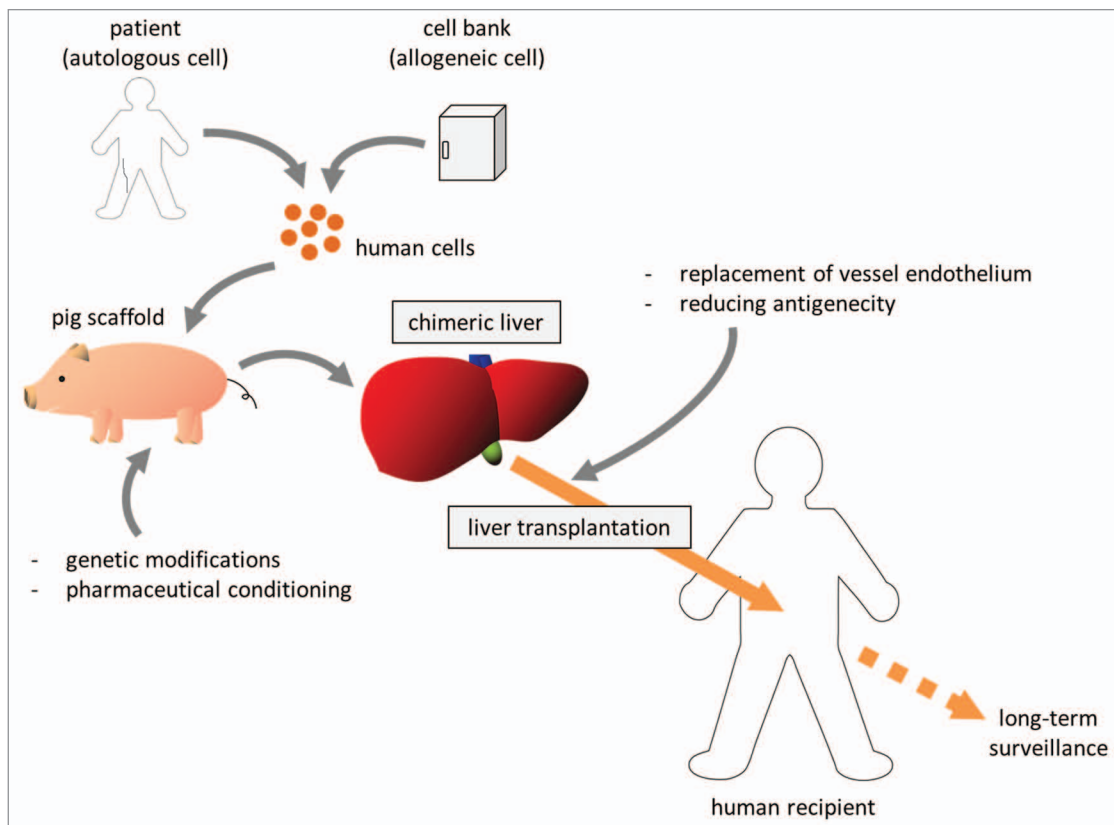 patient
(autologous cell)
cell bank
(allogeneic cell)
human cells
- replacement of vessel endothelium
- reducing antigenecity
pig scaffold
chimeric liver
liver transplantation
- genetic modifications
- pharmaceutical conditioning
long-term
surveillance
human recipient